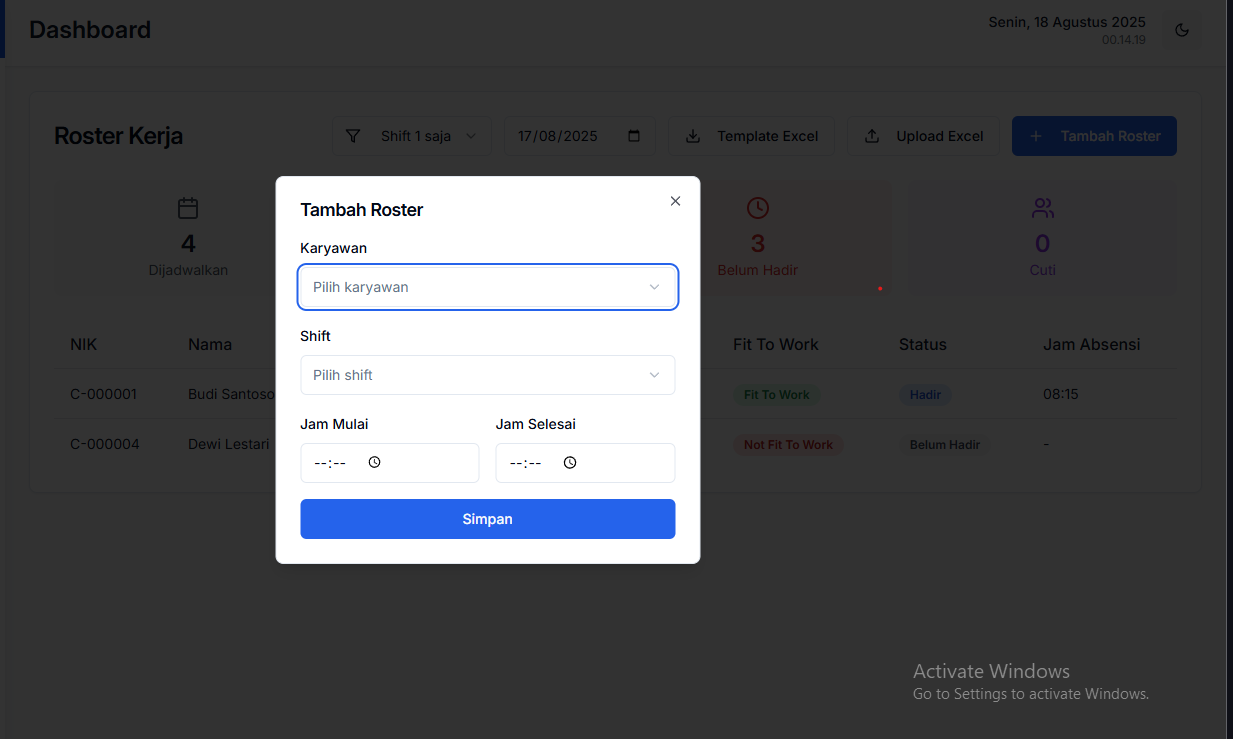 Dashboard
Senin, 18 Agustus 2025
00.14.19
Roster Kerja
Shift 1 saja
17/08/2025
Template Excel
Upload Excel
+ Tambah Roster
4
Dijadwalkan
3
Belum Hadir
0
Cuti
Tambah Roster
Karyawan
Pilih karyawan
Shift
Pilih shift
Jam Mulai Jam Selesai
--:-- --:--
Simpan
NIK Nama Fit To Work Status Jam Absensi
C-000001 Budi Santoso Fit To Work Hadir 08:15
C-000004 Dewi Lestari Not Fit To Work Belum Hadir -
Activate Windows
Go to Settings to activate Windows.